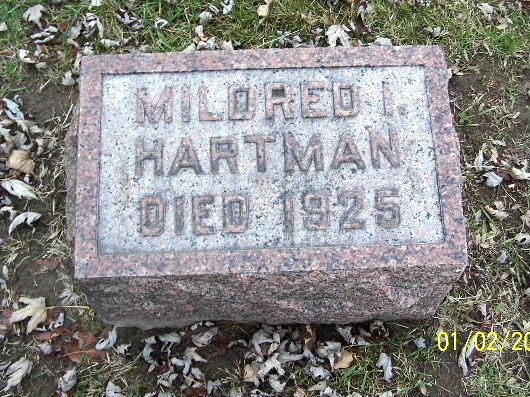 MILDRED I.
HARTMAN
DIED 1925
01/02/20